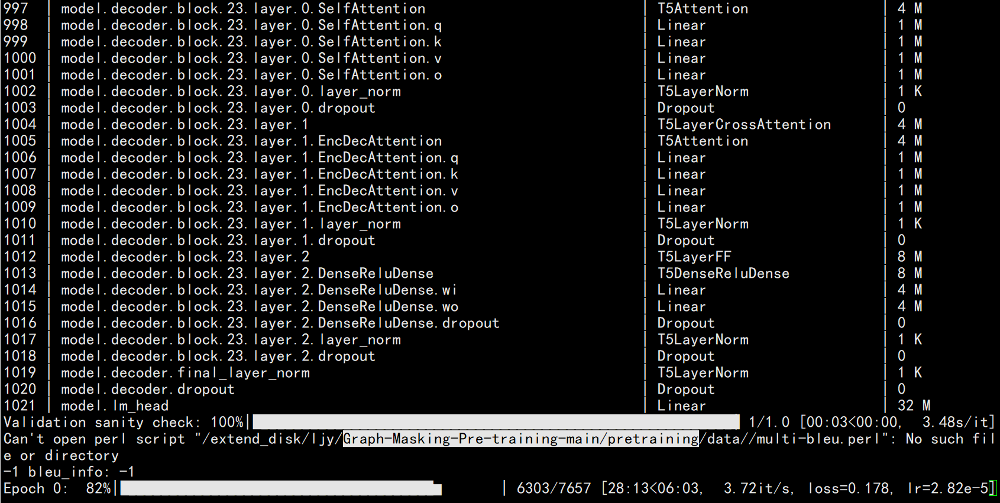 997 | model.decoder.block.23.layer.0.SelfAttention | T5Attention | 4 M
998 | model.decoder.block.23.layer.0.SelfAttention.q | Linear | 1 M
999 | model.decoder.block.23.layer.0.SelfAttention.k | Linear | 1 M
1000 | model.decoder.block.23.layer.0.SelfAttention.v | Linear | 1 M
1001 | model.decoder.block.23.layer.0.SelfAttention.o | Linear | 1 M
1002 | model.decoder.block.23.layer.0.layer_norm | T5LayerNorm | 1 K
1003 | model.decoder.block.23.layer.0.dropout | Dropout | 0
1004 | model.decoder.block.23.layer.1 | T5LayerCrossAttention | 4 M
1005 | model.decoder.block.23.layer.1.EncDecAttention | T5Attention | 4 M
1006 | model.decoder.block.23.layer.1.EncDecAttention.q | Linear | 1 M
1007 | model.decoder.block.23.layer.1.EncDecAttention.k | Linear | 1 M
1008 | model.decoder.block.23.layer.1.EncDecAttention.v | Linear | 1 M
1009 | model.decoder.block.23.layer.1.EncDecAttention.o | Linear | 1 M
1010 | model.decoder.block.23.layer.1.layer_norm | T5LayerNorm | 1 K
1011 | model.decoder.block.23.layer.1.dropout | Dropout | 0
1012 | model.decoder.block.23.layer.2 | T5LayerFF | 8 M
1013 | model.decoder.block.23.layer.2.DenseReluDense | T5DenseReluDense | 8 M
1014 | model.decoder.block.23.layer.2.DenseReluDense.wi | Linear | 4 M
1015 | model.decoder.block.23.layer.2.DenseReluDense.wo | Linear | 4 M
1016 | model.decoder.block.23.layer.2.DenseReluDense.dropout | Dropout | 0
1017 | model.decoder.block.23.layer.2.layer_norm | T5LayerNorm | 1 K
1018 | model.decoder.block.23.layer.2.dropout | Dropout | 0
1019 | model.decoder.final_layer_norm | T5LayerNorm | 1 K
1020 | model.decoder.dropout | Dropout | 0
1021 | model.lm_head | Linear | 32 M
Validation sanity check: 100%| | 1/1.0 [00:03<00:00, 3.48s/it]
Can't open perl script "/extend_disk/ljy/Graph-Masking-Pre-training-main/pretraining/data//multi-bleu.perl": No such fil
e or directory
-1 bleu_info: -1
Epoch 0: 82%| | 6303/7657 [28:13<06:03, 3.72it/s, loss=0.178, lr=2.82e-5]